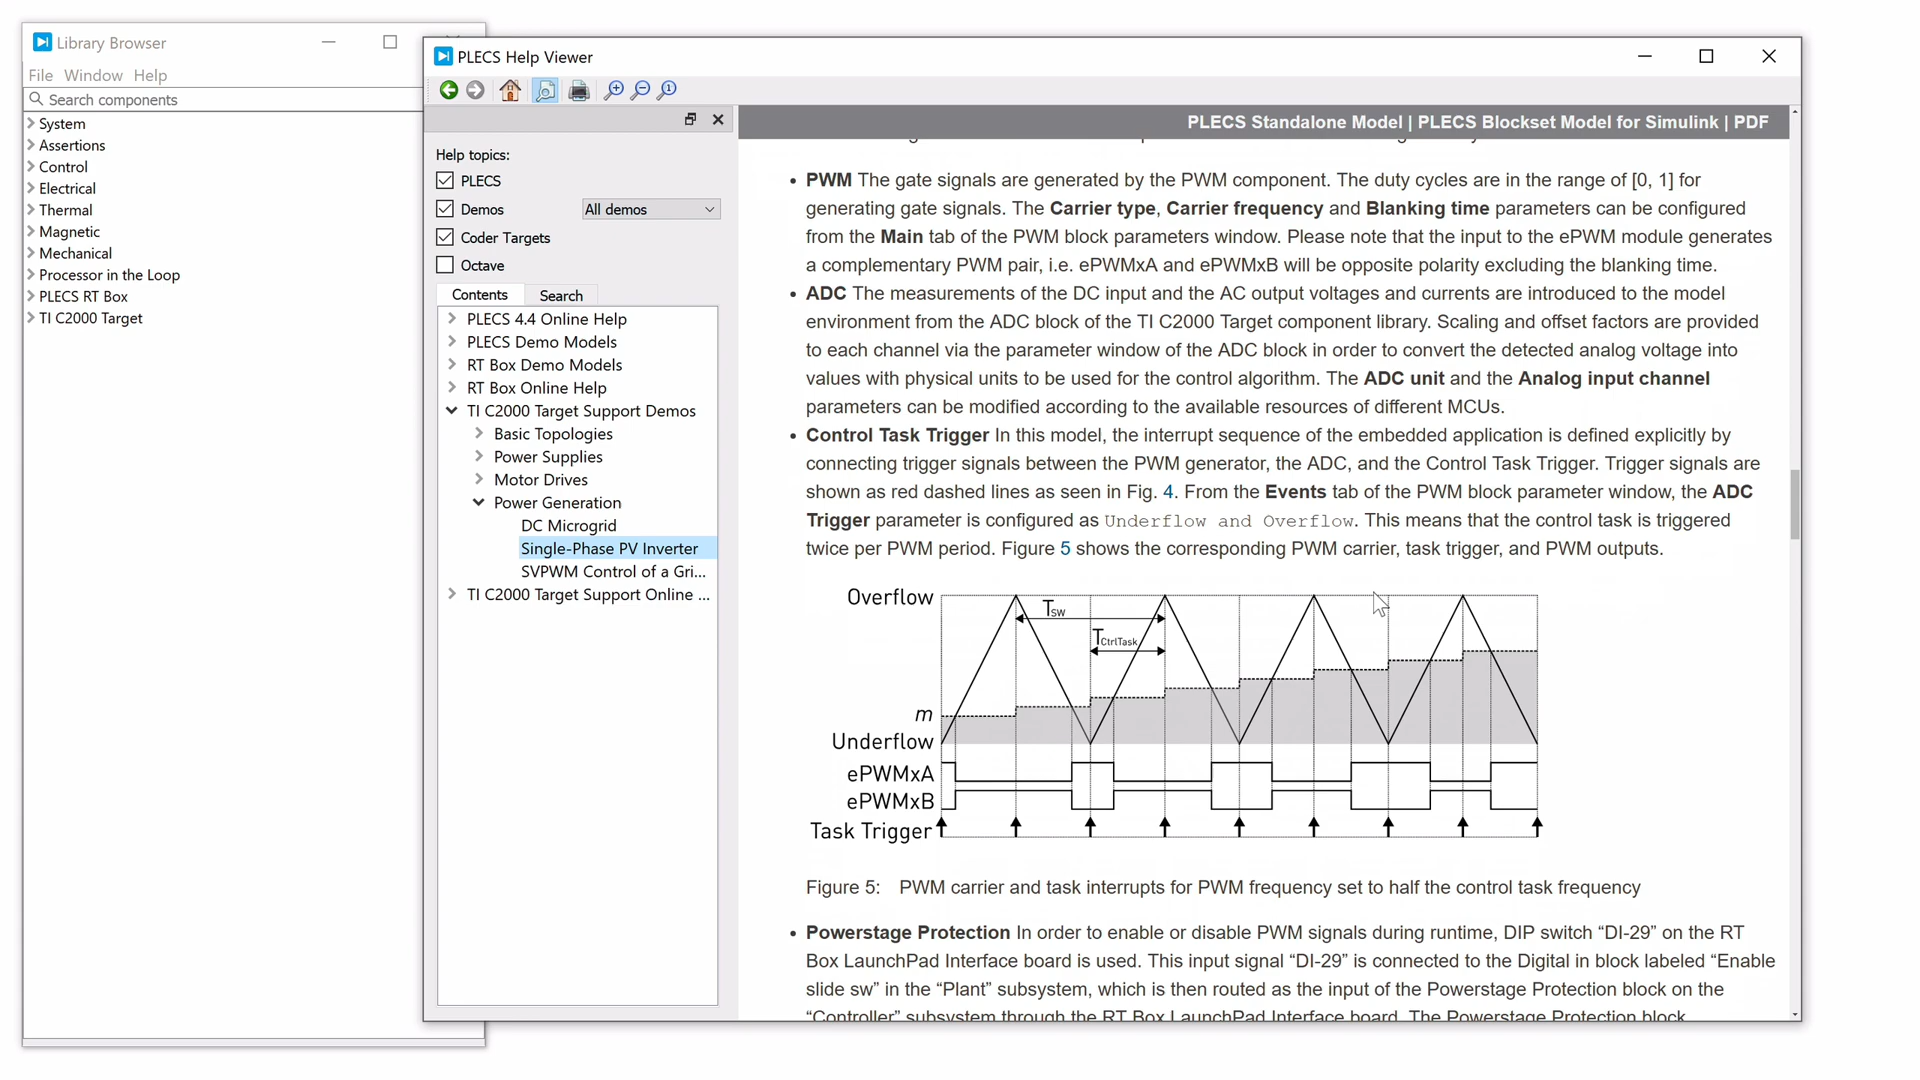 Library Browser
File Window Help
Search components
System
Assertions
Control
Electrical
Thermal
Magnetic
Mechanical
Processor in the Loop
PLECS RT Box
TI C2000 Target
PLECS Help Viewer
Help topics:
PLECS
Demos
All demos
Coder Targets
Octave
Contents
Search
PLECS 4.4 Online Help
PLECS Demo Models
RT Box Demo Models
RT Box Online Help
TI C2000 Target Support Demos
Basic Topologies
Power Supplies
Motor Drives
Power Generation
DC Microgrid
Single-Phase PV Inverter
SVPWM Control of a Gri...
TI C2000 Target Support Online ...
PLECS Standalone Model | PLECS Blockset Model for Simulink | PDF
• PWM The gate signals are generated by the PWM component. The duty cycles are in the range of [0, 1] for
generating gate signals. The Carrier type, Carrier frequency and Blanking time parameters can be configured
from the Main tab of the PWM block parameters window. Please note that the input to the ePWM module generates
a complementary PWM pair, i.e. ePWMxA and ePWMxB will be opposite polarity excluding the blanking time.
• ADC The measurements of the DC input and the AC output voltages and currents are introduced to the model
environment from the ADC block of the TI C2000 Target component library. Scaling and offset factors are provided
to each channel via the parameter window of the ADC block in order to convert the detected analog voltage into
values with physical units to be used for the control algorithm. The ADC unit and the Analog input channel
parameters can be modified according to the available resources of different MCUs.
• Control Task Trigger In this model, the interrupt sequence of the embedded application is defined explicitly by
connecting trigger signals between the PWM generator, the ADC, and the Control Task Trigger. Trigger signals are
shown as red dashed lines as seen in Fig. 4. From the Events tab of the PWM block parameter window, the ADC
Trigger parameter is configured as Underflow and Overflow. This means that the control task is triggered
twice per PWM period. Figure 5 shows the corresponding PWM carrier, task trigger, and PWM outputs.
Overflow
Tsw
TCtrlTask
m
Underflow
ePWMxA
ePWMxB
Task Trigger
Figure 5: PWM carrier and task interrupts for PWM frequency set to half the control task frequency
• Powerstage Protection In order to enable or disable PWM signals during runtime, DIP switch “DI-29” on the RT
Box LaunchPad Interface board is used. This input signal “DI-29” is connected to the Digital in block labeled “Enable
slide sw” in the “Plant” subsystem, which is then routed as the input of the Powerstage Protection block on the
“Controller” subsystem through the RT Box LaunchPad Interface board. The Powerstage Protection block